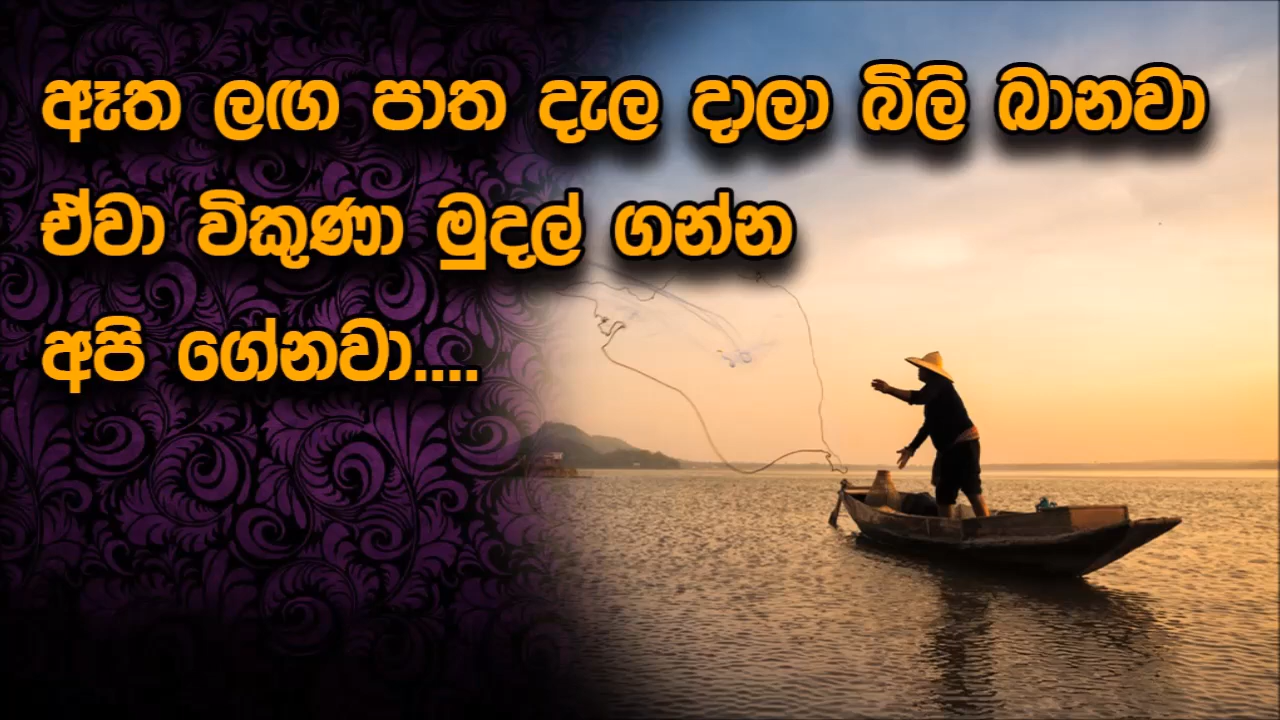 ඈත ලඟ පාත දැල දාලා බිලි බානවා
ඒවා විකුණා මුදල් ගන්න
අපි ගේනවා....